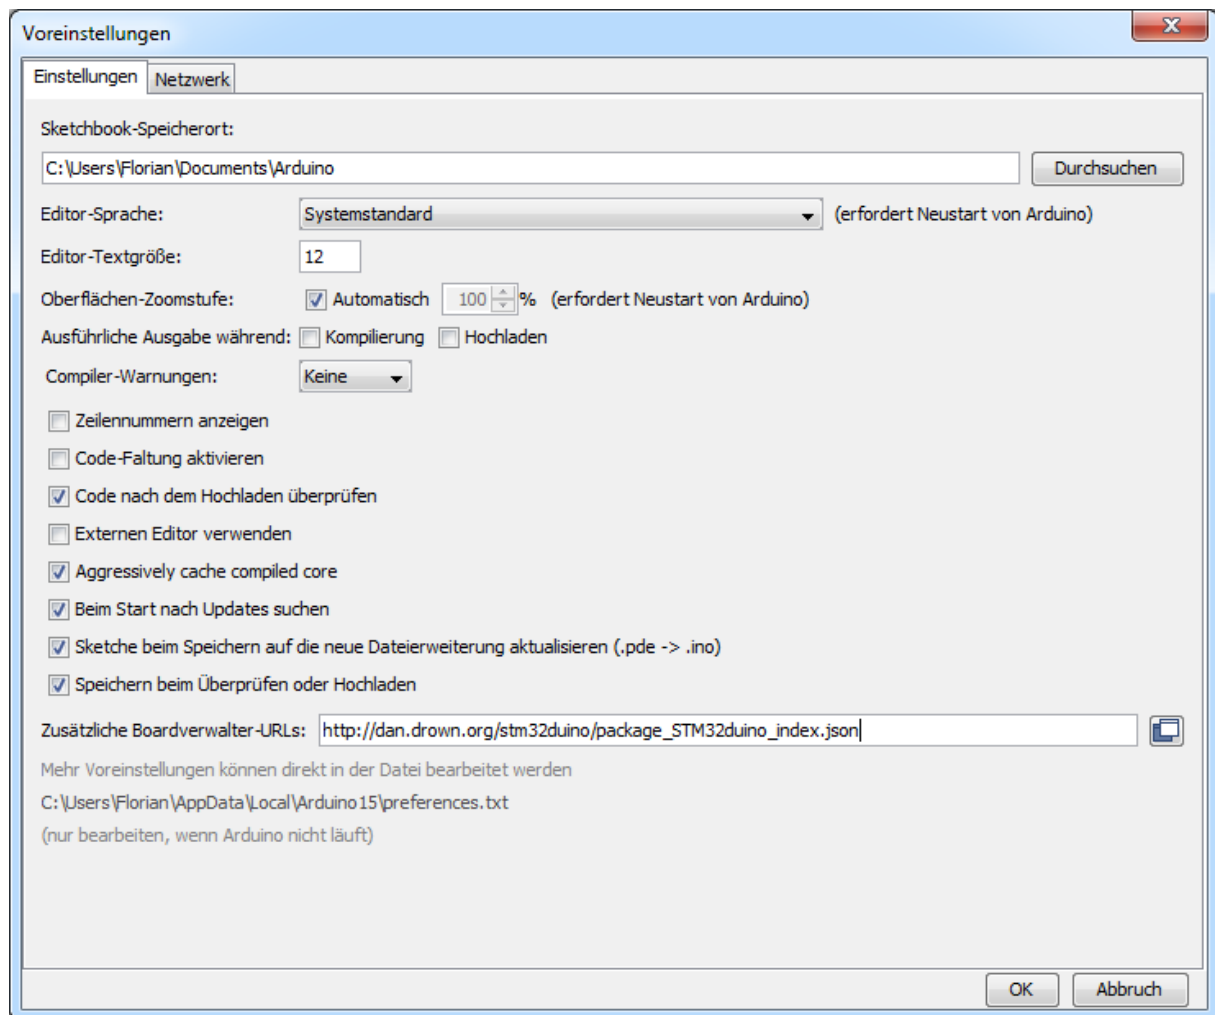 Voreinstellungen
Einstellungen Netzwerk
Sketchbook-Speicherort:
C:\Users\Florian\Documents\Arduino Durchsuchen
Editor-Sprache: Systemstandard (erfordert Neustart von Arduino)
Editor-Textgröße: 12
Oberflächen-Zoomstufe: Automatisch 100 % (erfordert Neustart von Arduino)
Ausführliche Ausgabe während: Kompilierung Hochladen
Compiler-Warnungen: Keine
Zeilennummern anzeigen
Code-Faltung aktivieren
Code nach dem Hochladen überprüfen
Externen Editor verwenden
Aggressively cache compiled core
Beim Start nach Updates suchen
Sketche beim Speichern auf die neue Dateierweiterung aktualisieren (.pde -> .ino)
Speichern beim Überprüfen oder Hochladen
Zusätzliche Boardverwalter-URLs: http://dan.drown.org/stm32duino/package_STM32duino_index.json
Mehr Voreinstellungen können direkt in der Datei bearbeitet werden
C:\Users\Florian\AppData\Local\Arduino15\preferences.txt
(nur bearbeiten, wenn Arduino nicht läuft)
OK Abbruch